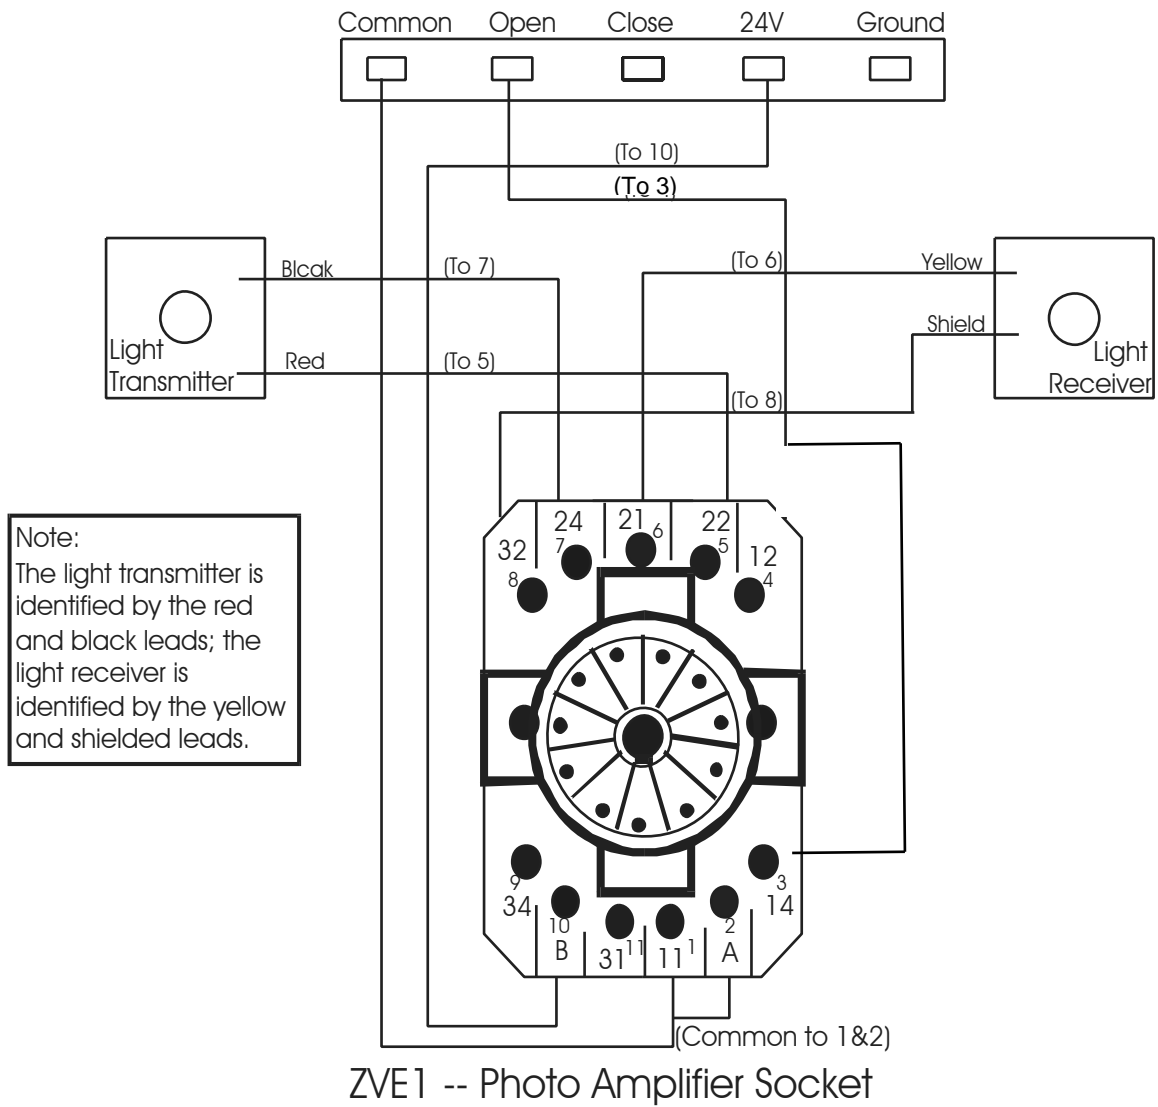 Common Open Close 24V Ground
(To 10)
(To 3)
Blcak (To 7) (To 6) Yellow
Light
Transmitter
Red (To 5)
Shield
Light
Receiver
(To 8)
Note:
The light transmitter is
identified by the red
and black leads; the
light receiver is
identified by the yellow
and shielded leads.
32 24 21 22 12
8 7 6 5 4
9 10 11 1 2 3
34 B 31 11 A 14
(Common to 1&2)
ZVE1 -- Photo Amplifier Socket